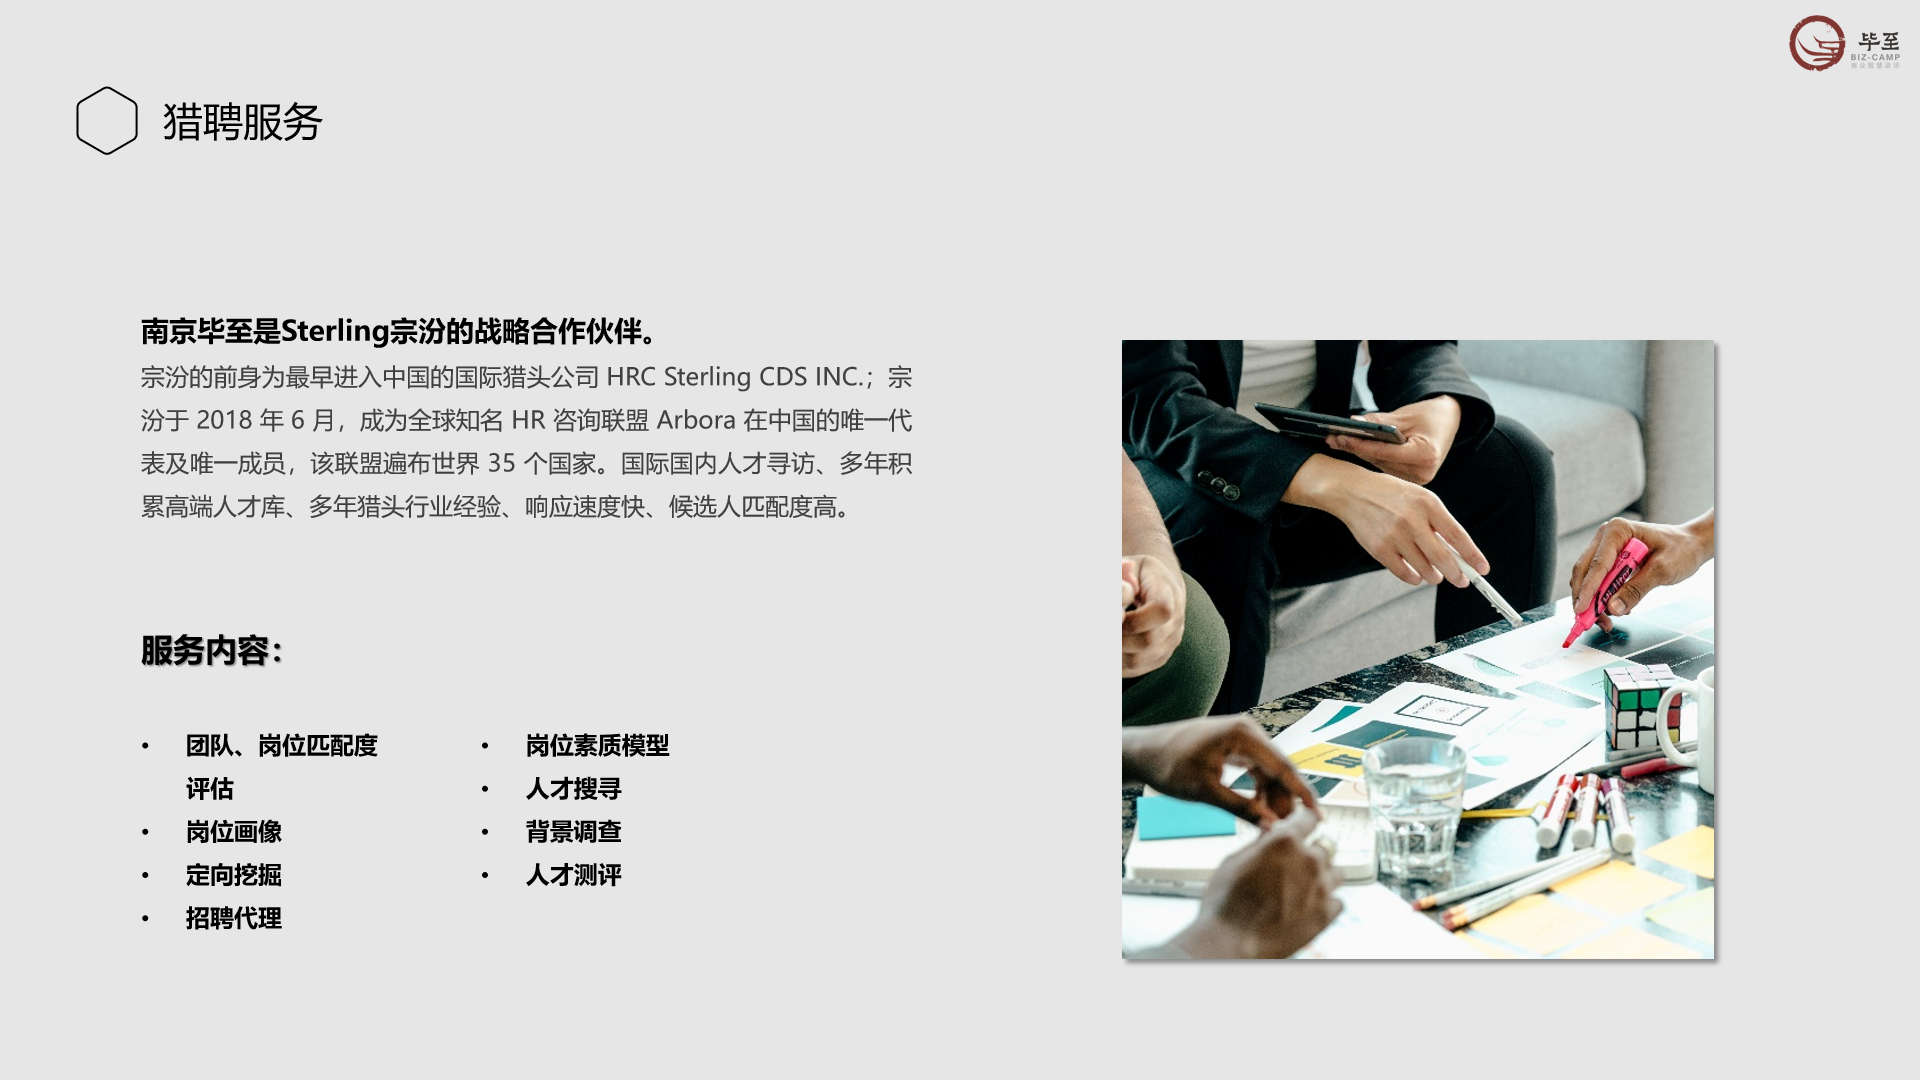 毕至
BIZ-CAMP
猎聘服务
南京毕至是Sterling宗汾的战略合作伙伴。
宗汾的前身为最早进入中国的国际猎头公司 HRC Sterling CDS INC.；宗
汾于 2018 年 6 月，成为全球知名 HR 咨询联盟 Arbora 在中国的唯一代
表及唯一成员，该联盟遍布世界 35 个国家。国际国内人才寻访、多年积
累高端人才库、多年猎头行业经验、响应速度快、候选人匹配度高。
服务内容：
• 团队、岗位匹配度
评估
• 岗位画像
• 定向挖掘
• 招聘代理
• 岗位素质模型
• 人才搜寻
• 背景调查
• 人才测评